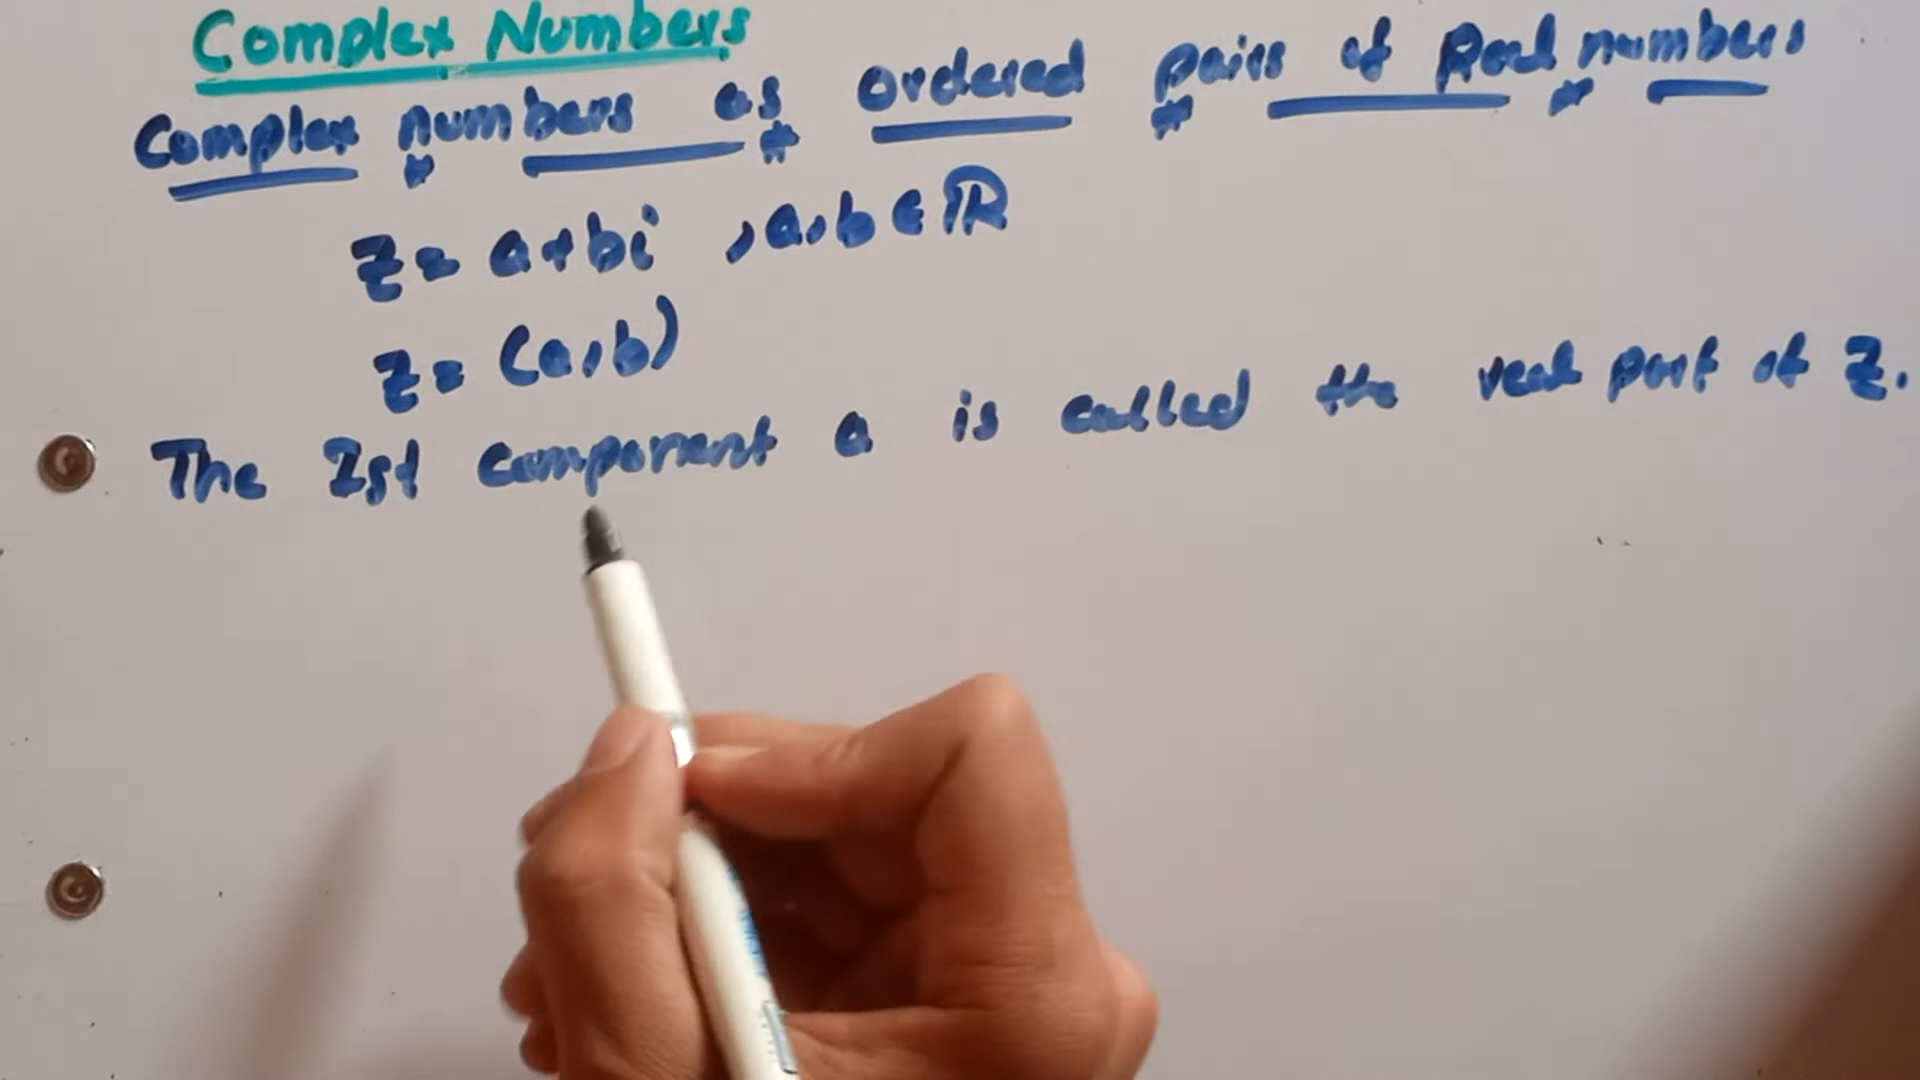 Complex Numbers
Complex numbers as ordered pairs of Real numbers
z = a+bi , a,b ∈ ℝ
z = (a,b)
The Ist component a is called the real part of z.